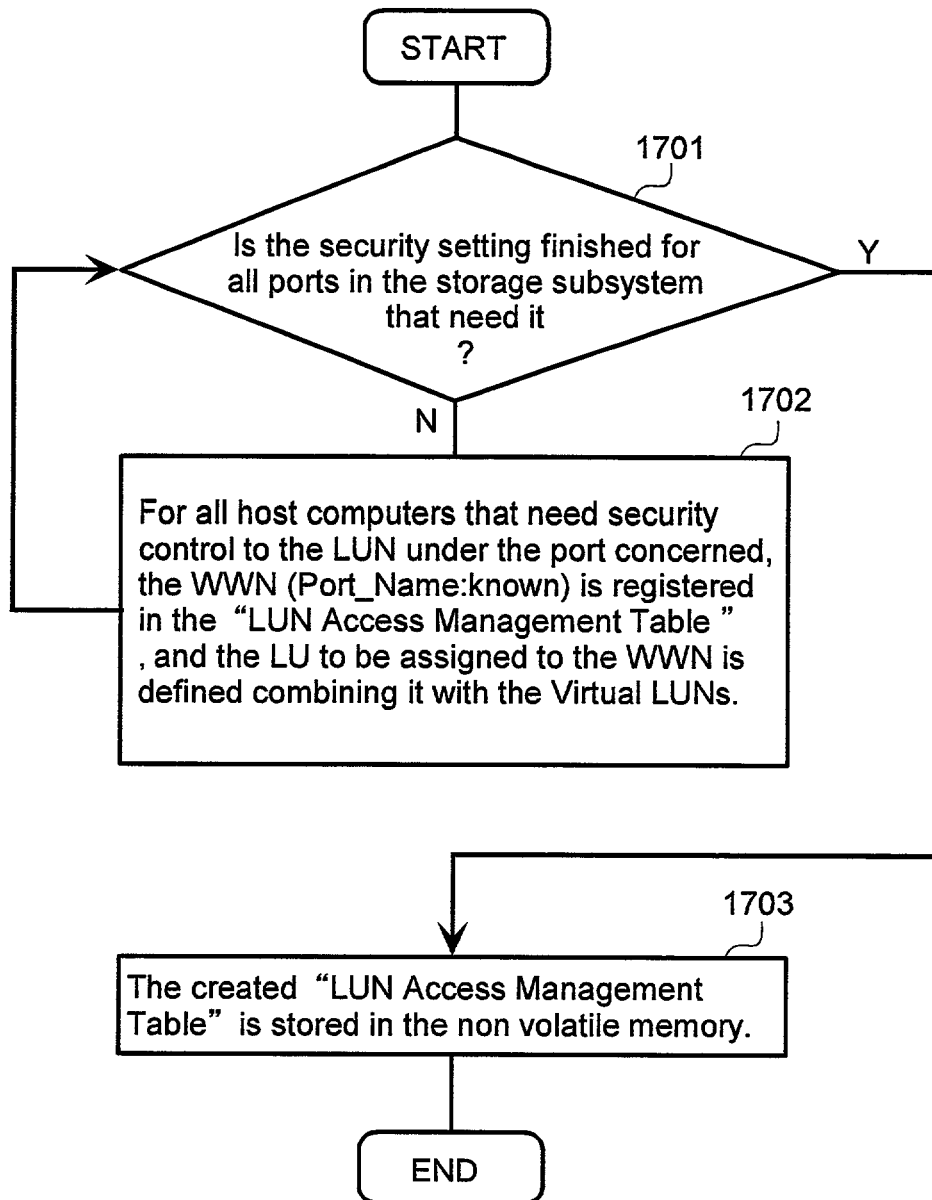 START
1701
Is the security setting finished for
all ports in the storage subsystem
that need it
?
Y
N
1702
For all host computers that need security
control to the LUN under the port concerned,
the WWN (Port_Name:known) is registered
in the “LUN Access Management Table ”
, and the LU to be assigned to the WWN is
defined combining it with the Virtual LUNs.
1703
The created “LUN Access Management
Table” is stored in the non volatile memory.
END